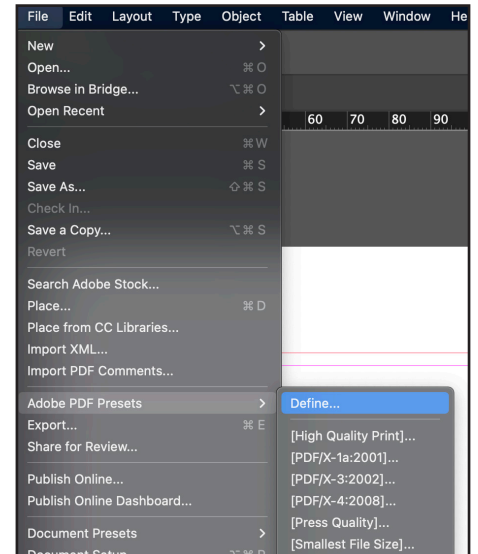 File Edit Layout Type Object Table View Window He
New >
Open... ⌘ O
Browse in Bridge... ⌥ ⌘ O
Open Recent >
60 70 80 90
Close ⌘ W
Save ⌘ S
Save As... ⇧ ⌘ S
Check In...
Save a Copy... ⌥ ⌘ S
Revert
Search Adobe Stock...
Place... ⌘ D
Place from CC Libraries...
Import XML...
Import PDF Comments...
Adobe PDF Presets > Define...
Export... ⌘ E
[High Quality Print]...
Share for Review...
[PDF/X-1a:2001]...
[PDF/X-3:2002]...
Publish Online...
Publish Online Dashboard...
[PDF/X-4:2008]...
[Press Quality]...
Document Presets >
[Smallest File Size]...
Document Setup... ⌥ ⌘ P